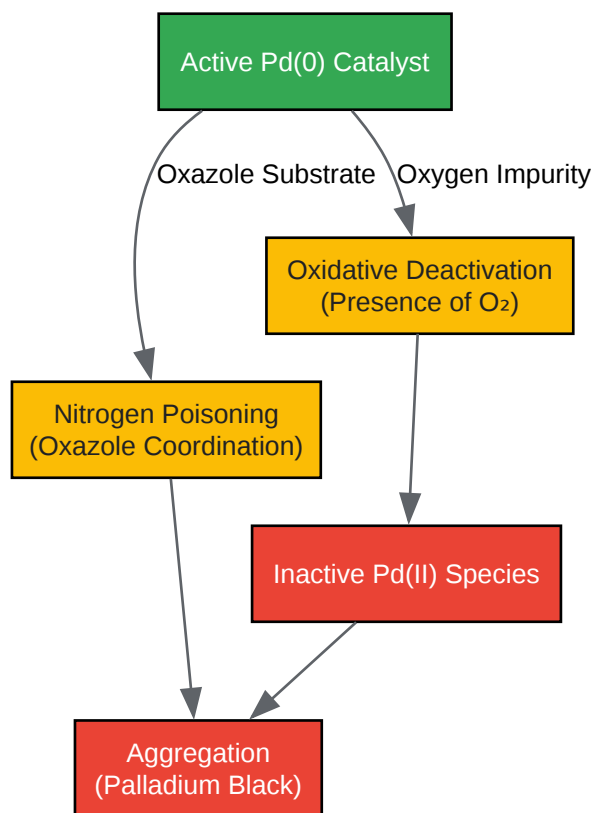 Active Pd(0) Catalyst
Oxazole Substrate
Oxygen Impurity
Oxidative Deactivation
(Presence of O₂)
Nitrogen Poisoning
(Oxazole Coordination)
Inactive Pd(II) Species
Aggregation
(Palladium Black)